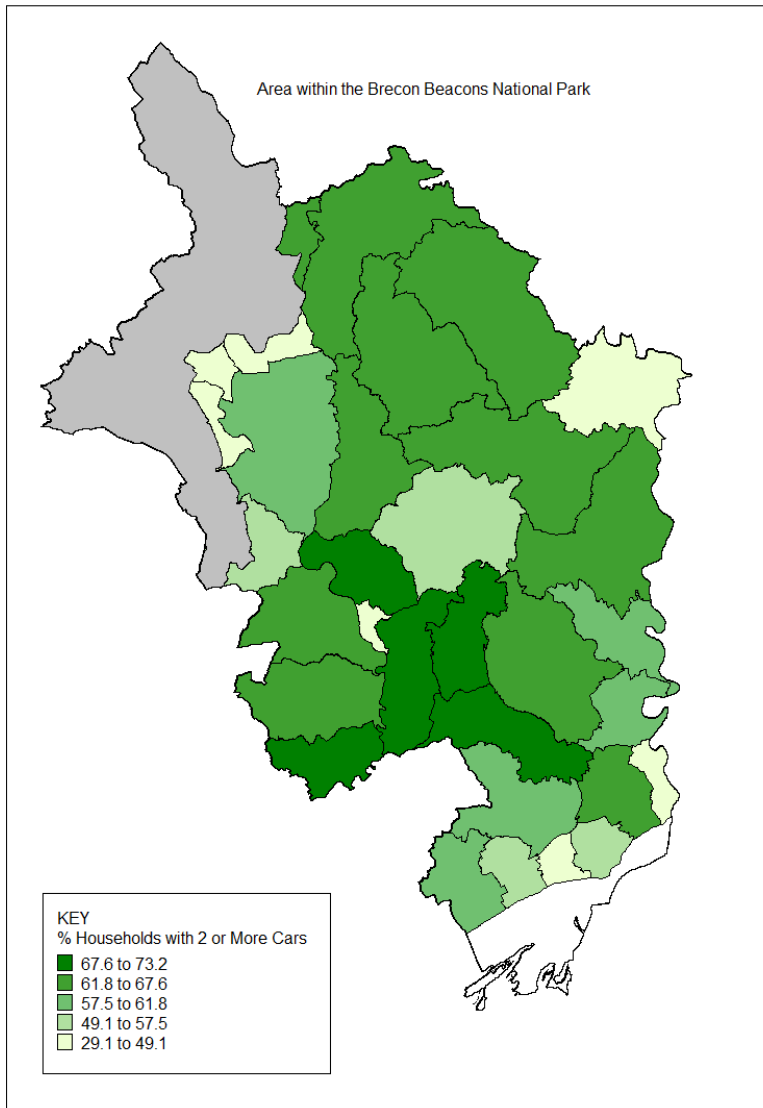 Area within the Brecon Beacons National Park
KEY
% Households with 2 or More Cars
67.6 to 73.2
61.8 to 67.6
57.5 to 61.8
49.1 to 57.5
29.1 to 49.1